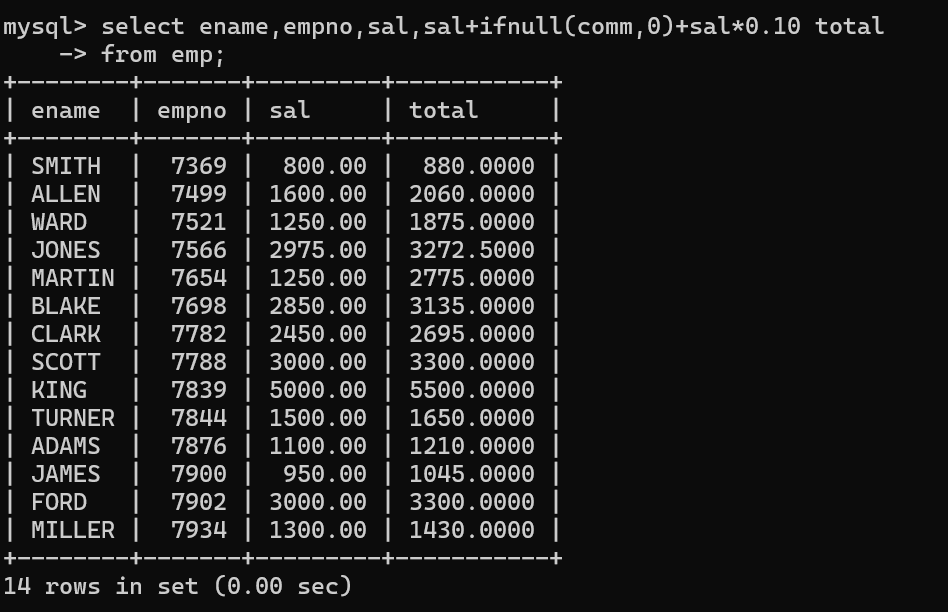 mysql> select ename,empno,sal,sal+ifnull(comm,0)+sal*0.10 total
    -> from emp;
+--------+-------+---------+-----------+
| ename  | empno | sal     | total     |
+--------+-------+---------+-----------+
| SMITH  |  7369 |  800.00 |  880.0000 |
| ALLEN  |  7499 | 1600.00 | 2060.0000 |
| WARD   |  7521 | 1250.00 | 1875.0000 |
| JONES  |  7566 | 2975.00 | 3272.5000 |
| MARTIN |  7654 | 1250.00 | 2775.0000 |
| BLAKE  |  7698 | 2850.00 | 3135.0000 |
| CLARK  |  7782 | 2450.00 | 2695.0000 |
| SCOTT  |  7788 | 3000.00 | 3300.0000 |
| KING   |  7839 | 5000.00 | 5500.0000 |
| TURNER |  7844 | 1500.00 | 1650.0000 |
| ADAMS  |  7876 | 1100.00 | 1210.0000 |
| JAMES  |  7900 |  950.00 | 1045.0000 |
| FORD   |  7902 | 3000.00 | 3300.0000 |
| MILLER |  7934 | 1300.00 | 1430.0000 |
+--------+-------+---------+-----------+
14 rows in set (0.00 sec)